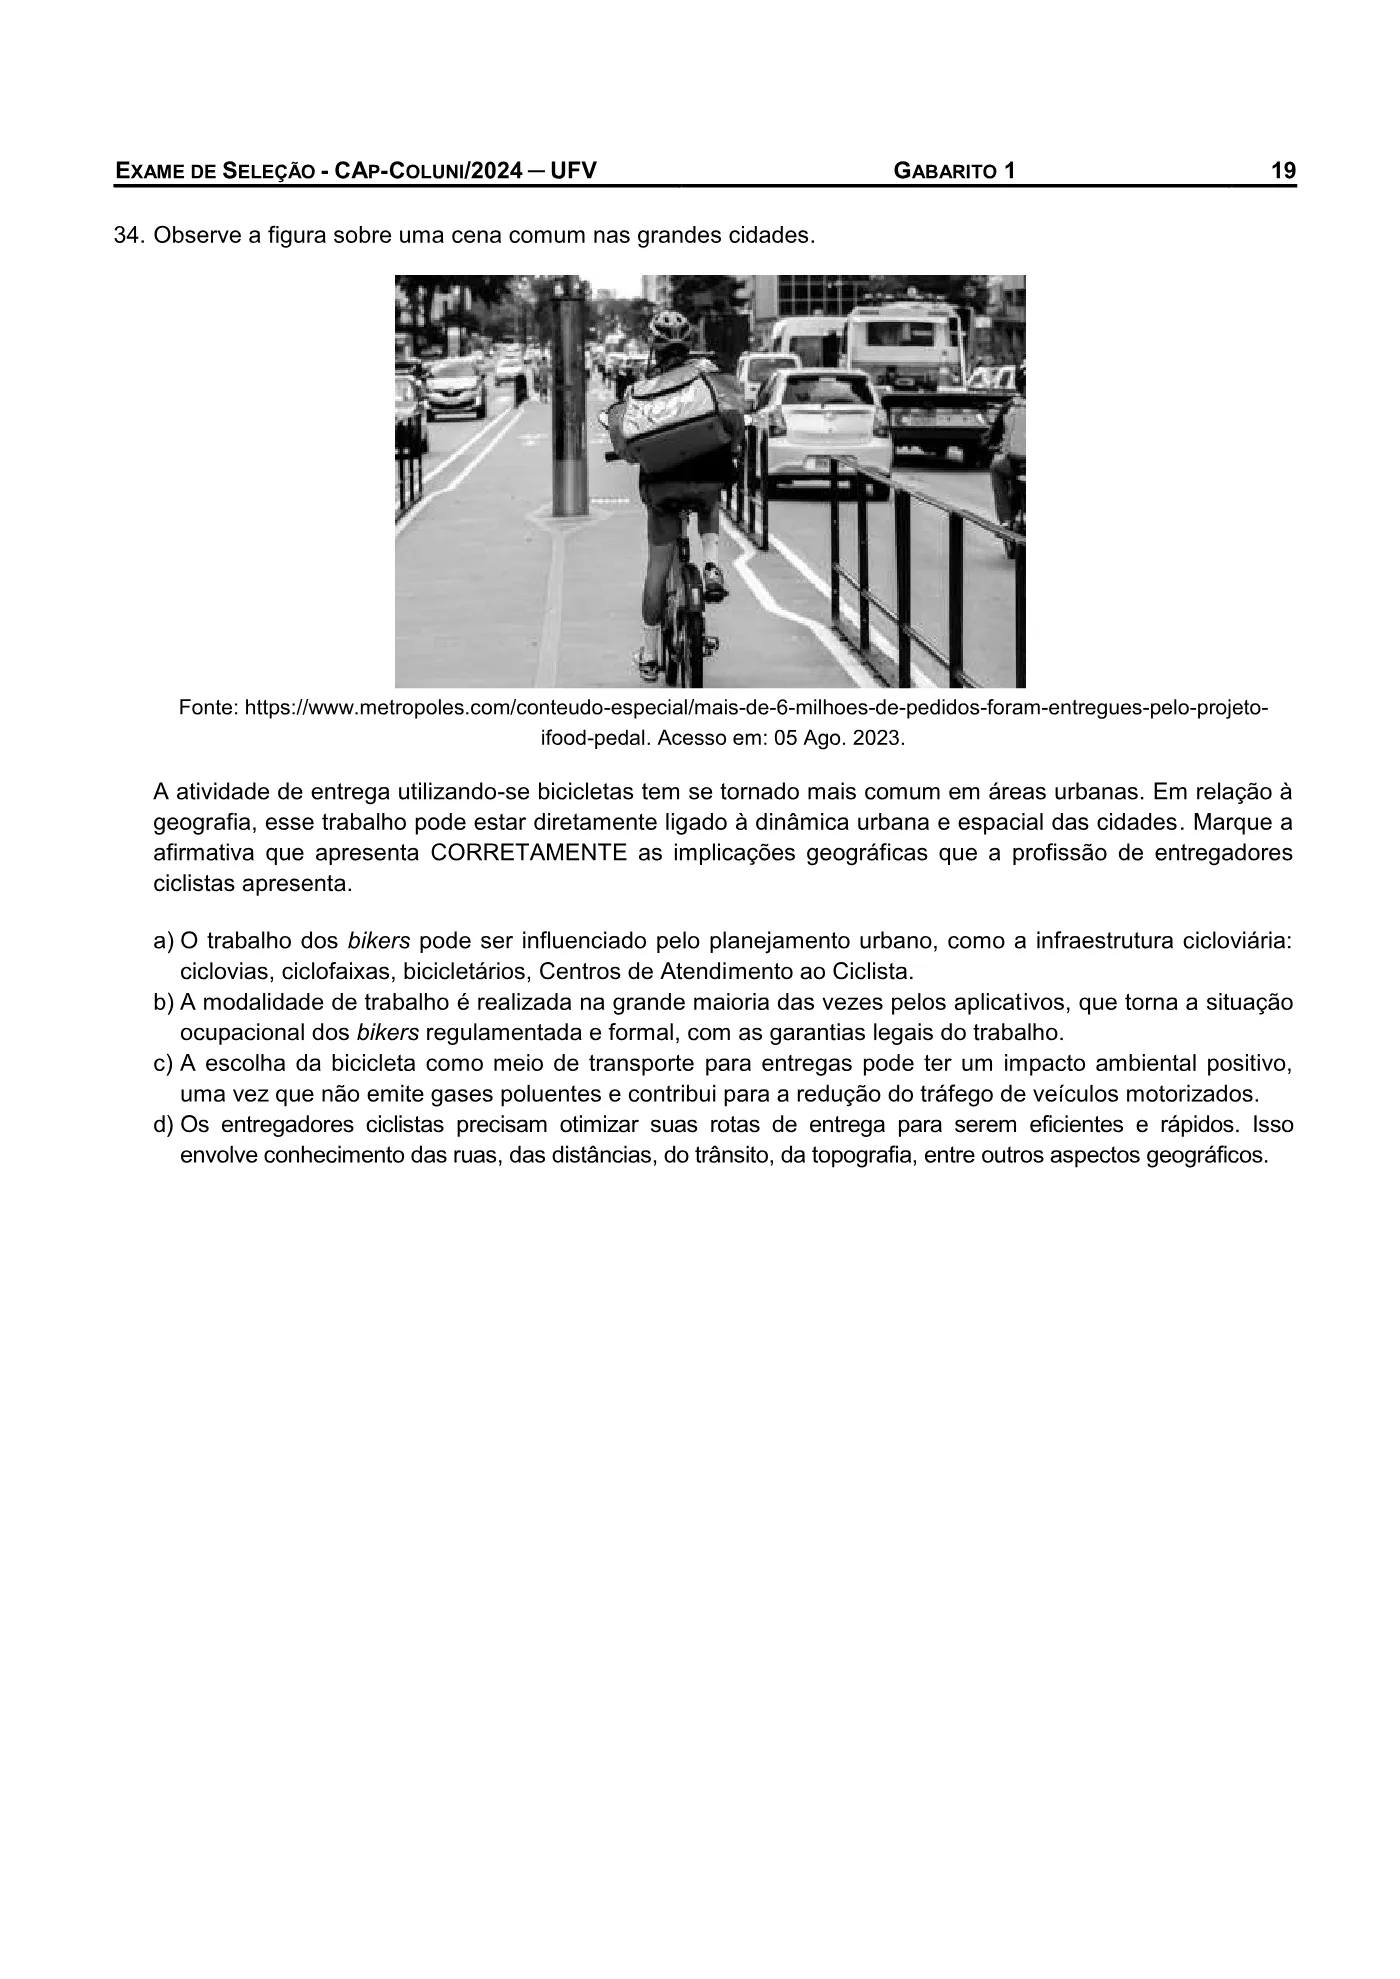 EXAME DE SELEÇÃO - CAP-COLUNI/2024 — UFV GABARITO 1 19
34. Observe a figura sobre uma cena comum nas grandes cidades.
Fonte: https://www.metropoles.com/conteudo-especial/mais-de-6-milhoes-de-pedidos-foram-entregues-pelo-projeto-
ifood-pedal. Acesso em: 05 Ago. 2023.
A atividade de entrega utilizando-se bicicletas tem se tornado mais comum em áreas urbanas. Em relação à
geografia, esse trabalho pode estar diretamente ligado à dinâmica urbana e espacial das cidades. Marque a
afirmativa que apresenta CORRETAMENTE as implicações geográficas que a profissão de entregadores
ciclistas apresenta.
a) O trabalho dos bikers pode ser influenciado pelo planejamento urbano, como a infraestrutura cicloviária:
ciclovias, ciclofaixas, bicicletários, Centros de Atendimento ao Ciclista.
b) A modalidade de trabalho é realizada na grande maioria das vezes pelos aplicativos, que torna a situação
ocupacional dos bikers regulamentada e formal, com as garantias legais do trabalho.
c) A escolha da bicicleta como meio de transporte para entregas pode ter um impacto ambiental positivo,
uma vez que não emite gases poluentes e contribui para a redução do tráfego de veículos motorizados.
d) Os entregadores ciclistas precisam otimizar suas rotas de entrega para serem eficientes e rápidos. Isso
envolve conhecimento das ruas, das distâncias, do trânsito, da topografia, entre outros aspectos geográficos.